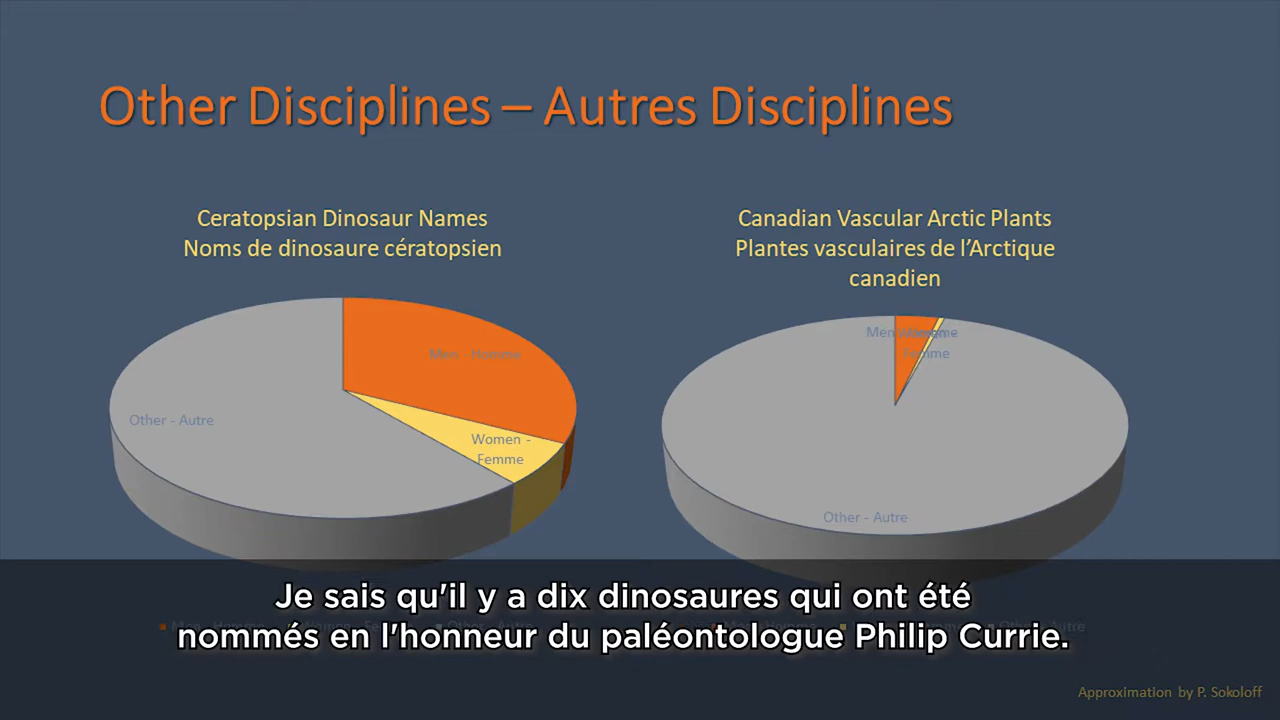 Other Disciplines – Autres Disciplines
Ceratopsian Dinosaur Names
Noms de dinosaure cératopsien
Canadian Vascular Arctic Plants
Plantes vasculaires de l’Arctique
canadien
Men - Homme
Women -
Femme
Other - Autre
Men
Femme
Other - Autre
Je sais qu'il y a dix dinosaures qui ont été
nommés en l'honneur du paléontologue Philip Currie.
Approximation by P. Sokoloff